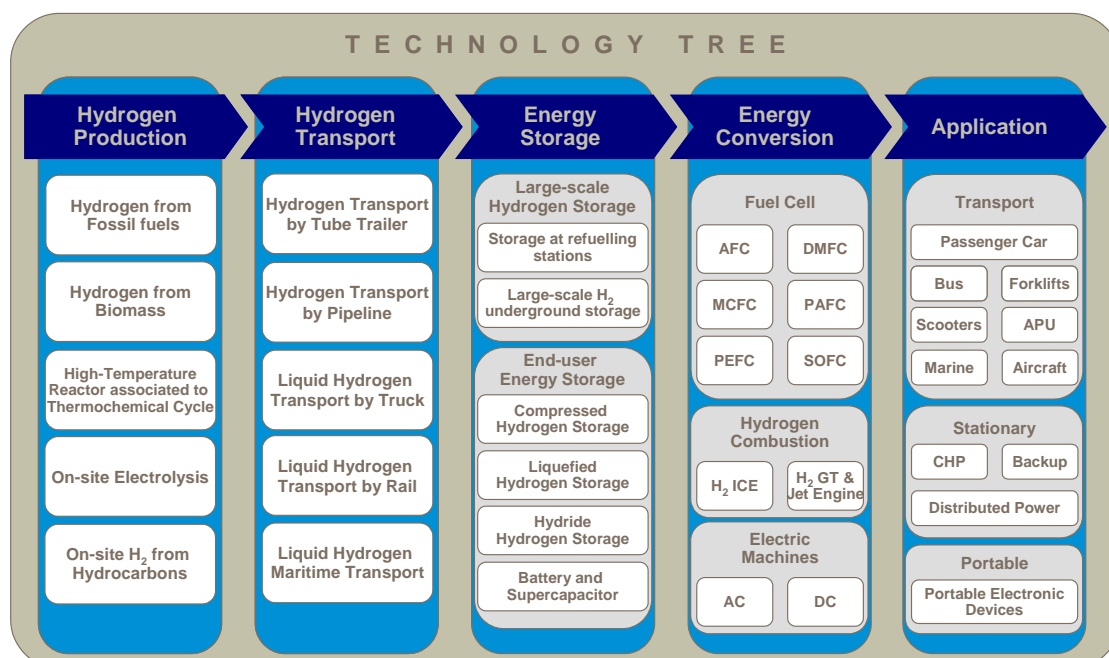 TECHNOLOGY TREE
Hydrogen
Production
Hydrogen
Transport
Energy
Storage
Energy
Conversion
Application
Hydrogen from
Fossil fuels
Hydrogen from
Biomass
High-Temperature
Reactor associated to
Thermochemical Cycle
On-site Electrolysis
On-site H₂ from
Hydrocarbons
Hydrogen Transport
by Tube Trailer
Hydrogen Transport
by Pipeline
Liquid Hydrogen
Transport by Truck
Liquid Hydrogen
Transport by Rail
Liquid Hydrogen
Maritime Transport
Large-scale
Hydrogen Storage
Storage at refuelling
stations
Large-scale H₂
underground storage
End-user
Energy Storage
Compressed
Hydrogen Storage
Liquefied
Hydrogen Storage
Hydride
Hydrogen Storage
Battery and
Supercapacitor
Fuel Cell
AFC
DMFC
MCFC
PAFC
PEFC
SOFC
Hydrogen
Combustion
H₂ ICE
H₂ GT &
Jet Engine
Electric
Machines
AC
DC
Transport
Passenger Car
Bus
Forklifts
Scooters
APU
Marine
Aircraft
Stationary
CHP
Backup
Distributed Power
Portable
Portable Electronic
Devices